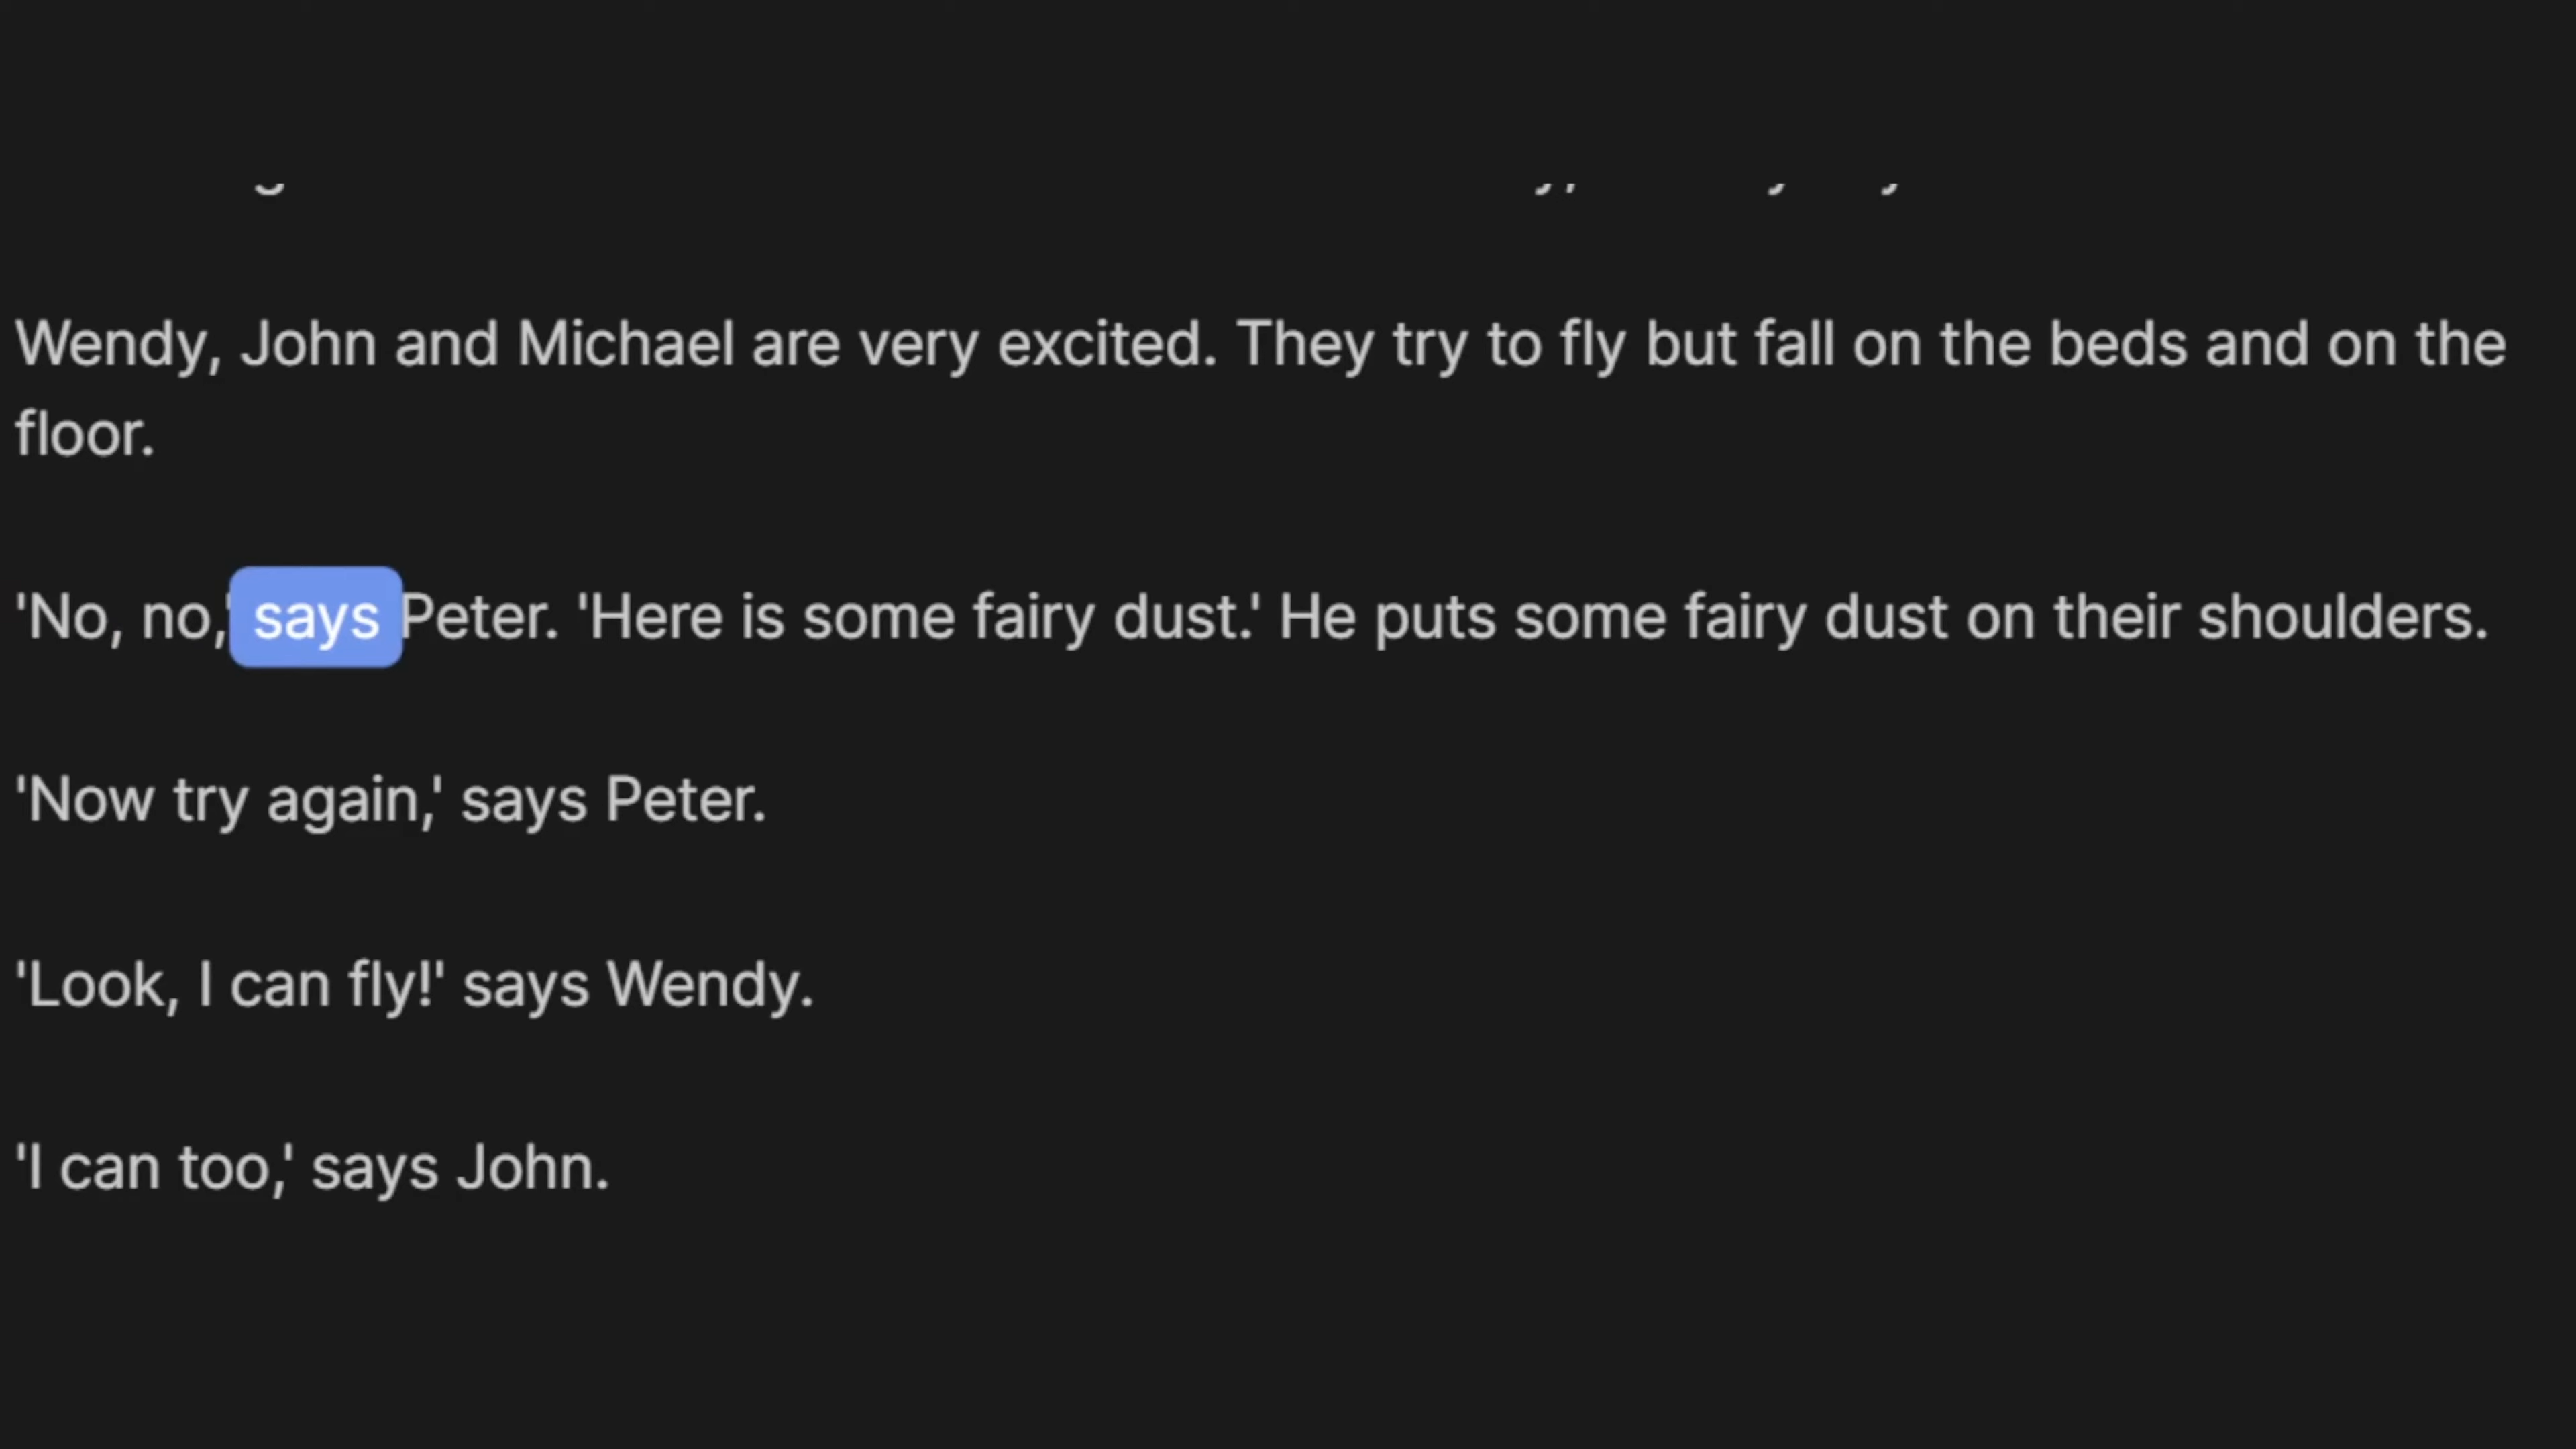 Wendy, John and Michael are very excited. They try to fly but fall on the beds and on the
floor.
'No, no,' says Peter. 'Here is some fairy dust.' He puts some fairy dust on their shoulders.
'Now try again,' says Peter.
'Look, I can fly!' says Wendy.
'I can too,' says John.